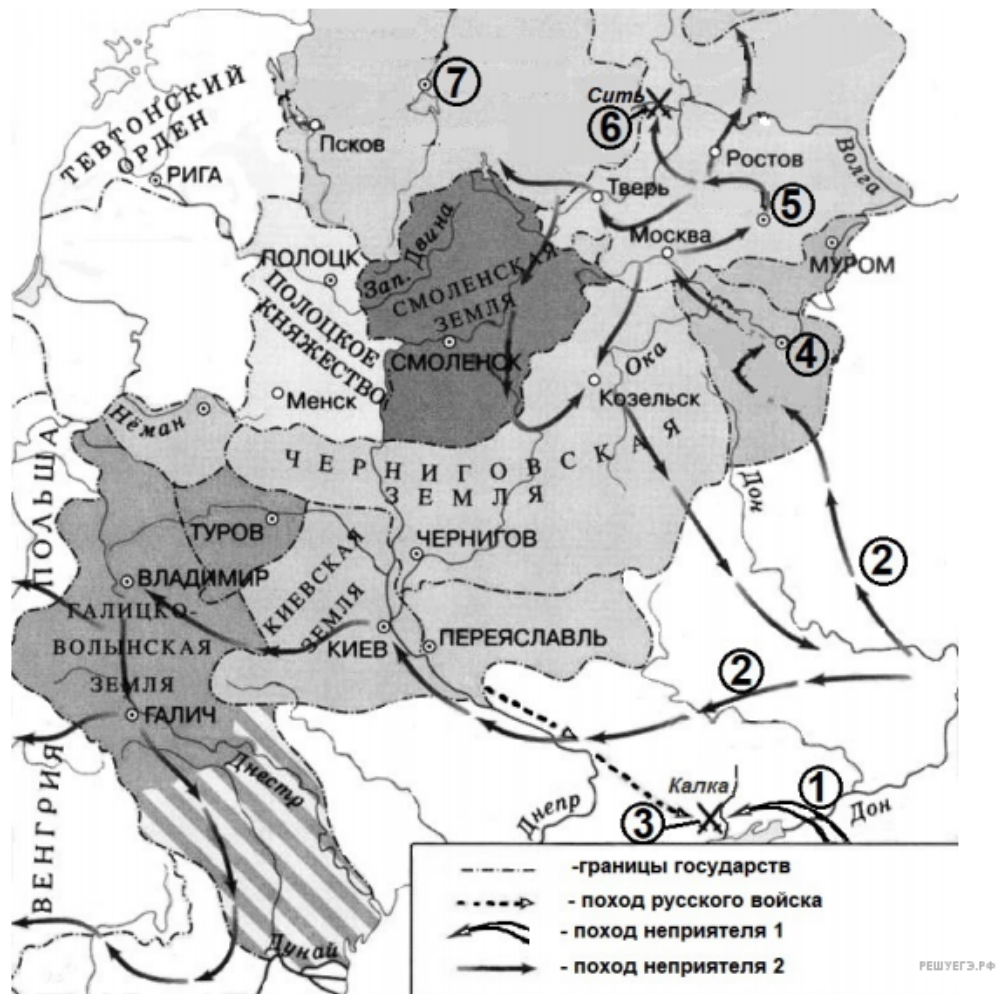 ТЕВТОНСКИЙ
ОРДЕН
РИГА
Псков
7
Сить
6
Ростов
Волга
Тверь
5
Москва
МУРОМ
ПОЛОЦК
Зап. Двина
СМОЛЕНСКАЯ
ЗЕМЛЯ
ПОЛОЦКОЕ
КНЯЖЕСТВО
СМОЛЕНСК
4
Ока
Менск
Козельск
Нёман
ПОЛЬША
ЧЕРНИГОВСКАЯ
ЗЕМЛЯ
Дон
ТУРОВ
ЧЕРНИГОВ
2
ВЛАДИМИР
КИЕВСКАЯ
ЗЕМЛЯ
ГАЛИЦКО-
ВОЛЫНСКАЯ
ЗЕМЛЯ
КИЕВ
ПЕРЕЯСЛАВЛЬ
2
ГАЛИЧ
Днестр
Калка
1
Днепр
3
Дон
ВЕНГРИЯ
Дунай
-границы государств
- поход русского войска
- поход неприятеля 1
- поход неприятеля 2
РЕШУЕГЭ.РФ